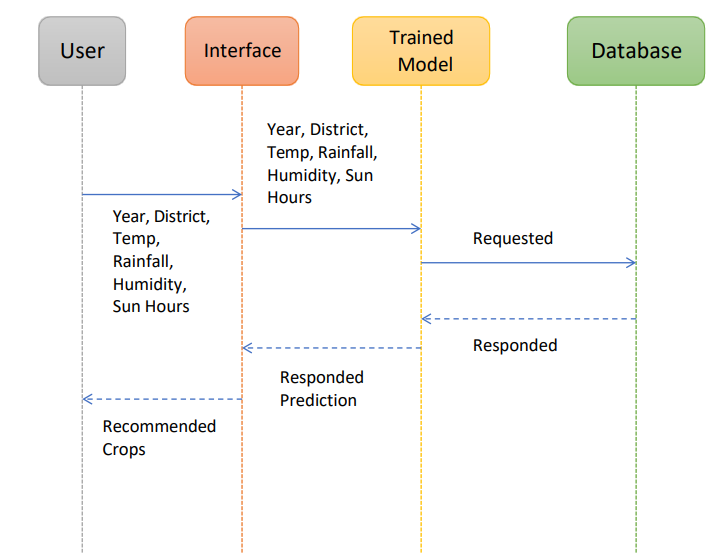 User
Interface
Trained
Model
Database
Year, District,
Temp, Rainfall,
Humidity, Sun
Hours
Year, District,
Temp,
Rainfall,
Humidity,
Sun Hours
Requested
Responded
Responded
Prediction
Recommended
Crops